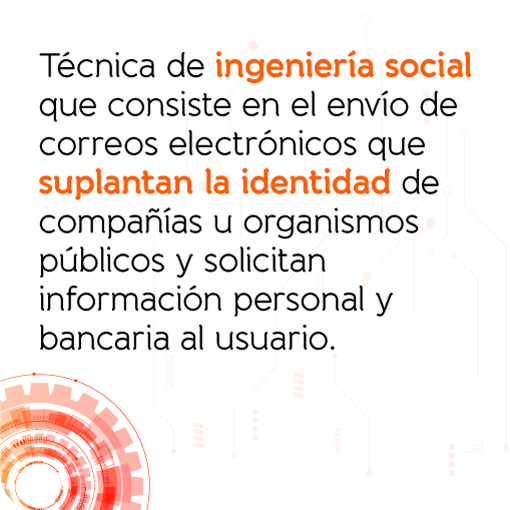 Técnica de ingeniería social
que consiste en el envío de
correos electrónicos que
suplantan la identidad de
compañías u organismos
públicos y solicitan
información personal y
bancaria al usuario.